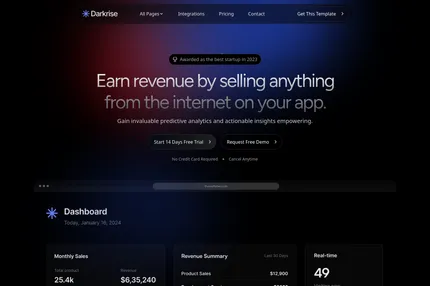 Darkrise
All Pages
Integrations
Pricing
Contact
Get This Template
Awarded as the best startup in 2023
Earn revenue by selling anything
from the internet on your app.
Gain invaluable predictive analytics and actionable insights empowering.
Start 14 Days Free Trial
Request Free Demo
No Credit Card Required
Cancel Anytime
Dashboard
Today, January 16, 2024
Monthly Sales
Total contact
25.4k
Revenue
$6,35,240
Revenue Summary
Last 30 Days
Product Sales
$12,900
Real-time
49